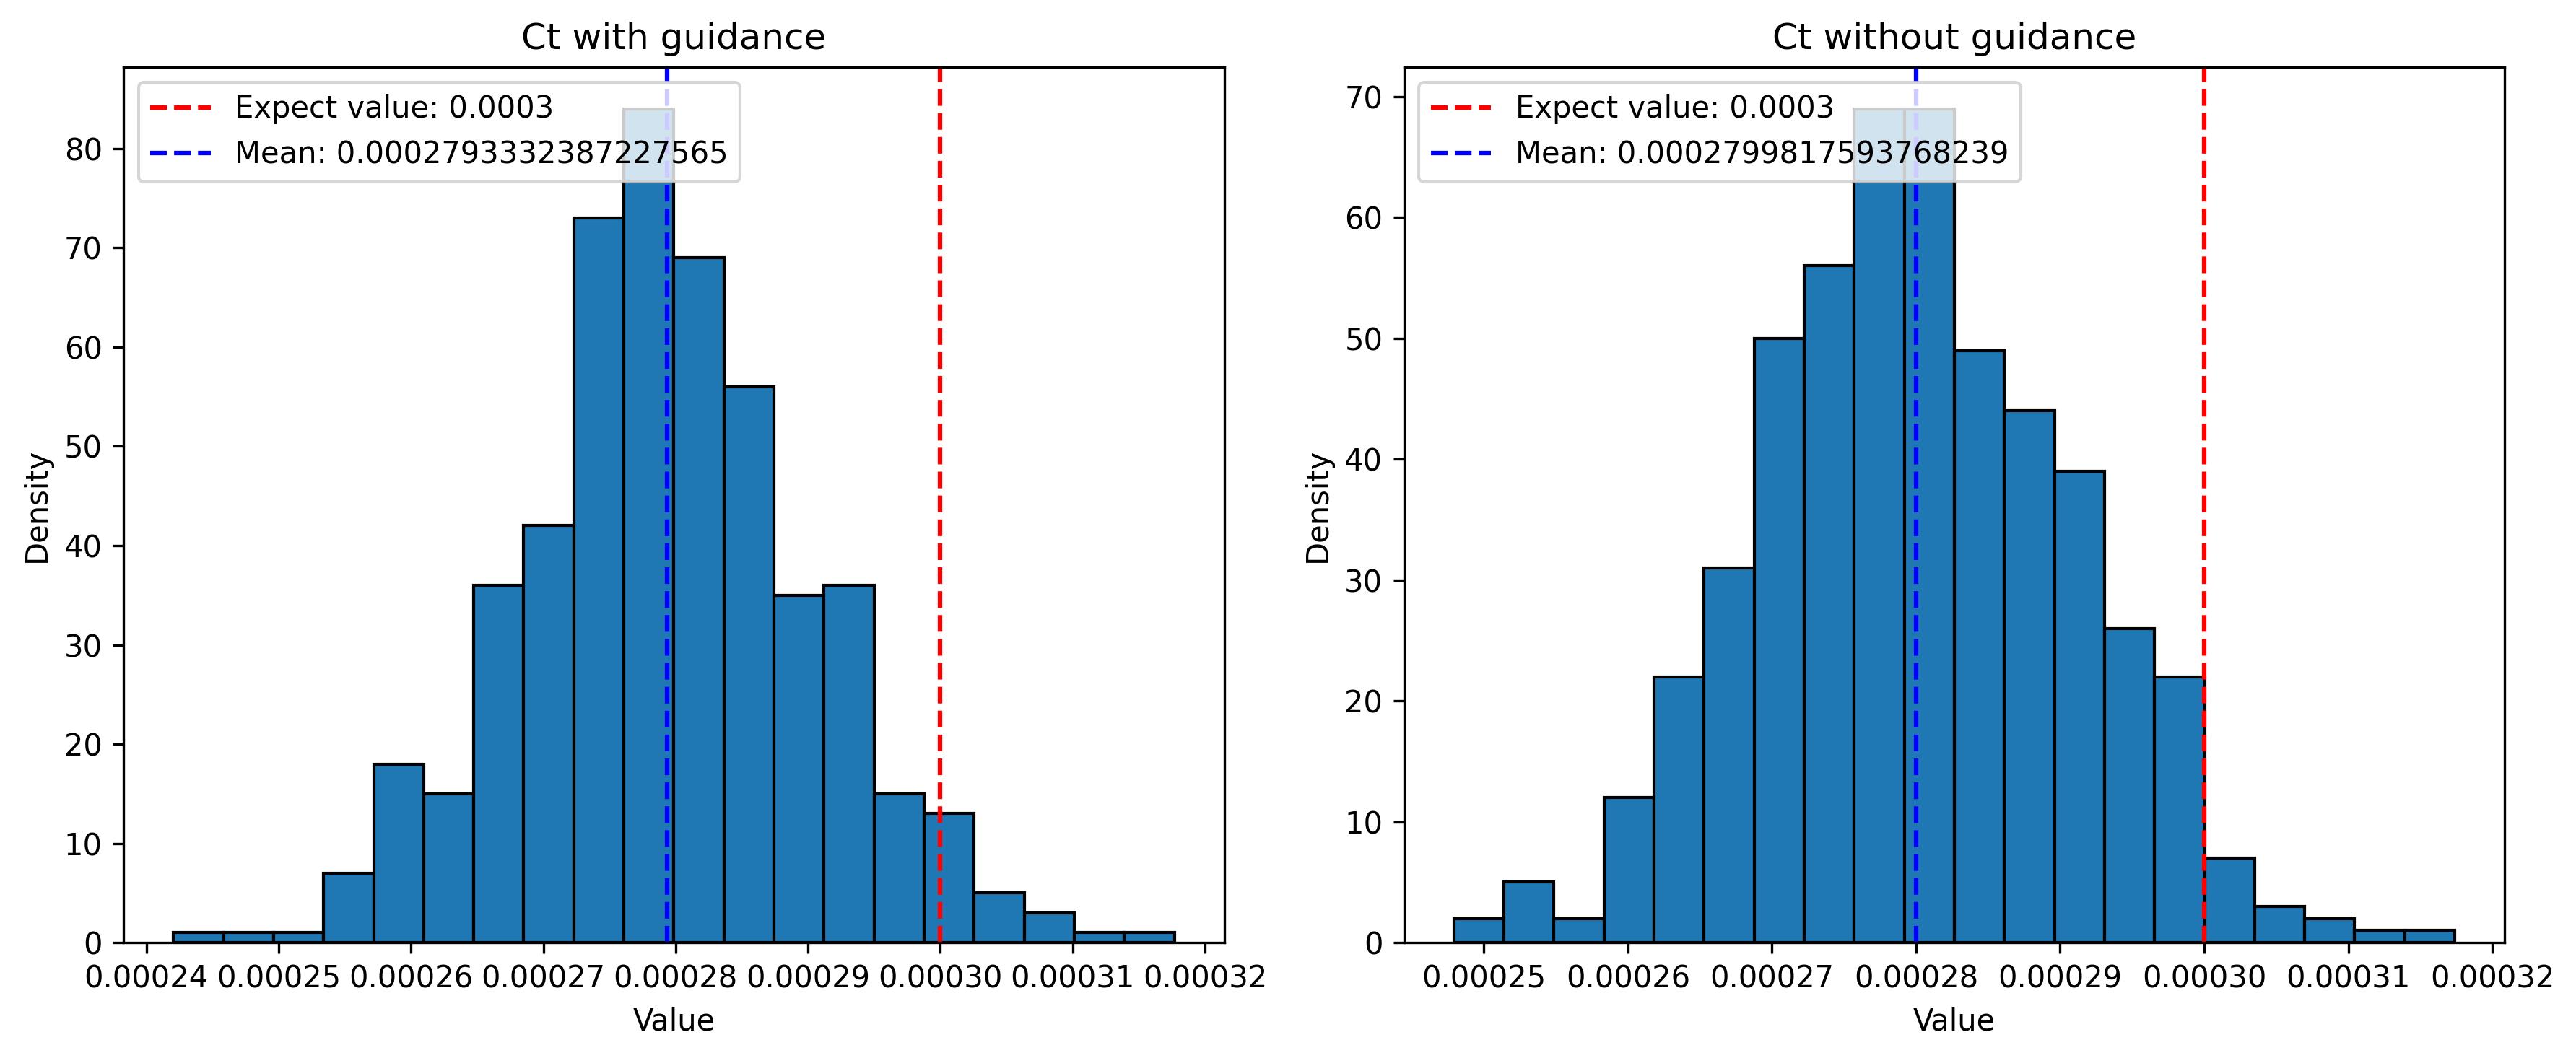 Ct with guidance
Expect value: 0.0003
Mean: 0.0002793332387227565
Density
80
70
60
50
40
30
20
10
0
0.00024 0.00025 0.00026 0.00027 0.00028 0.00029 0.00030 0.00031 0.00032
Value
Ct without guidance
Expect value: 0.0003
Mean: 0.0002799817593768239
Density
70
60
50
40
30
20
10
0
0.00025 0.00026 0.00027 0.00028 0.00029 0.00030 0.00031 0.00032
Value